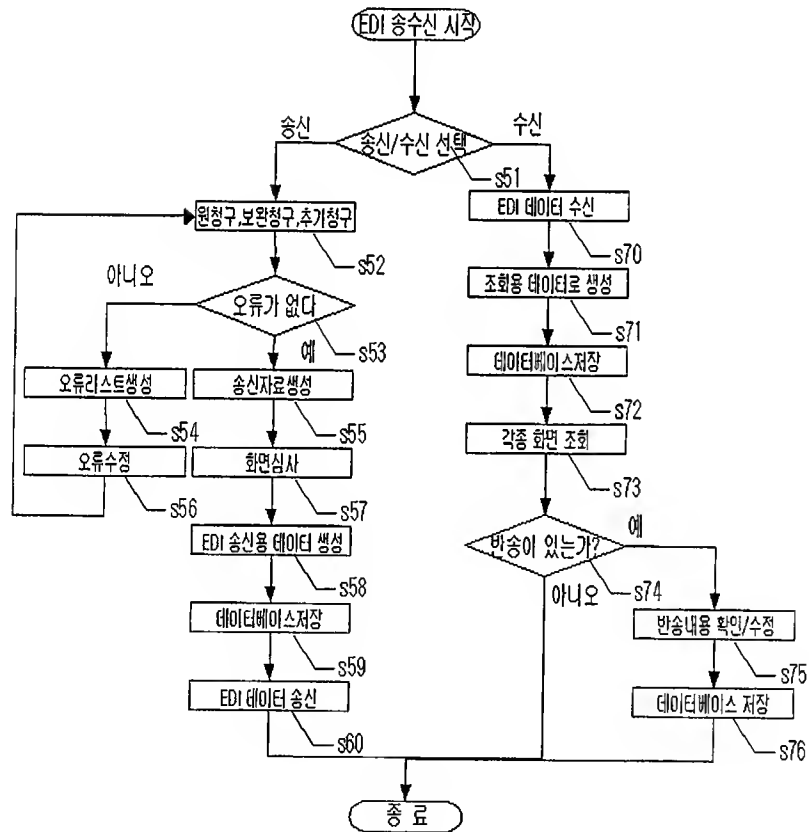 EDI 송수신 시작
송신
수신
송신/수신 선택
s51
원청구,보완청구,추가청구
s52
EDI 데이터 수신
s70
아니오
오류가 없다
s53
예
조회용 데이터로 생성
s71
오류리스트생성
s54
송신자료생성
s55
데이터베이스저장
s72
오류수정
s56
화면심사
s57
각종 화면 조회
s73
EDI 송신용 데이터 생성
s58
반송이 있는가?
예
s74
아니오
데이터베이스저장
s59
반송내용 확인/수정
s75
EDI 데이터 송신
s60
데이터베이스 저장
s76
종 료